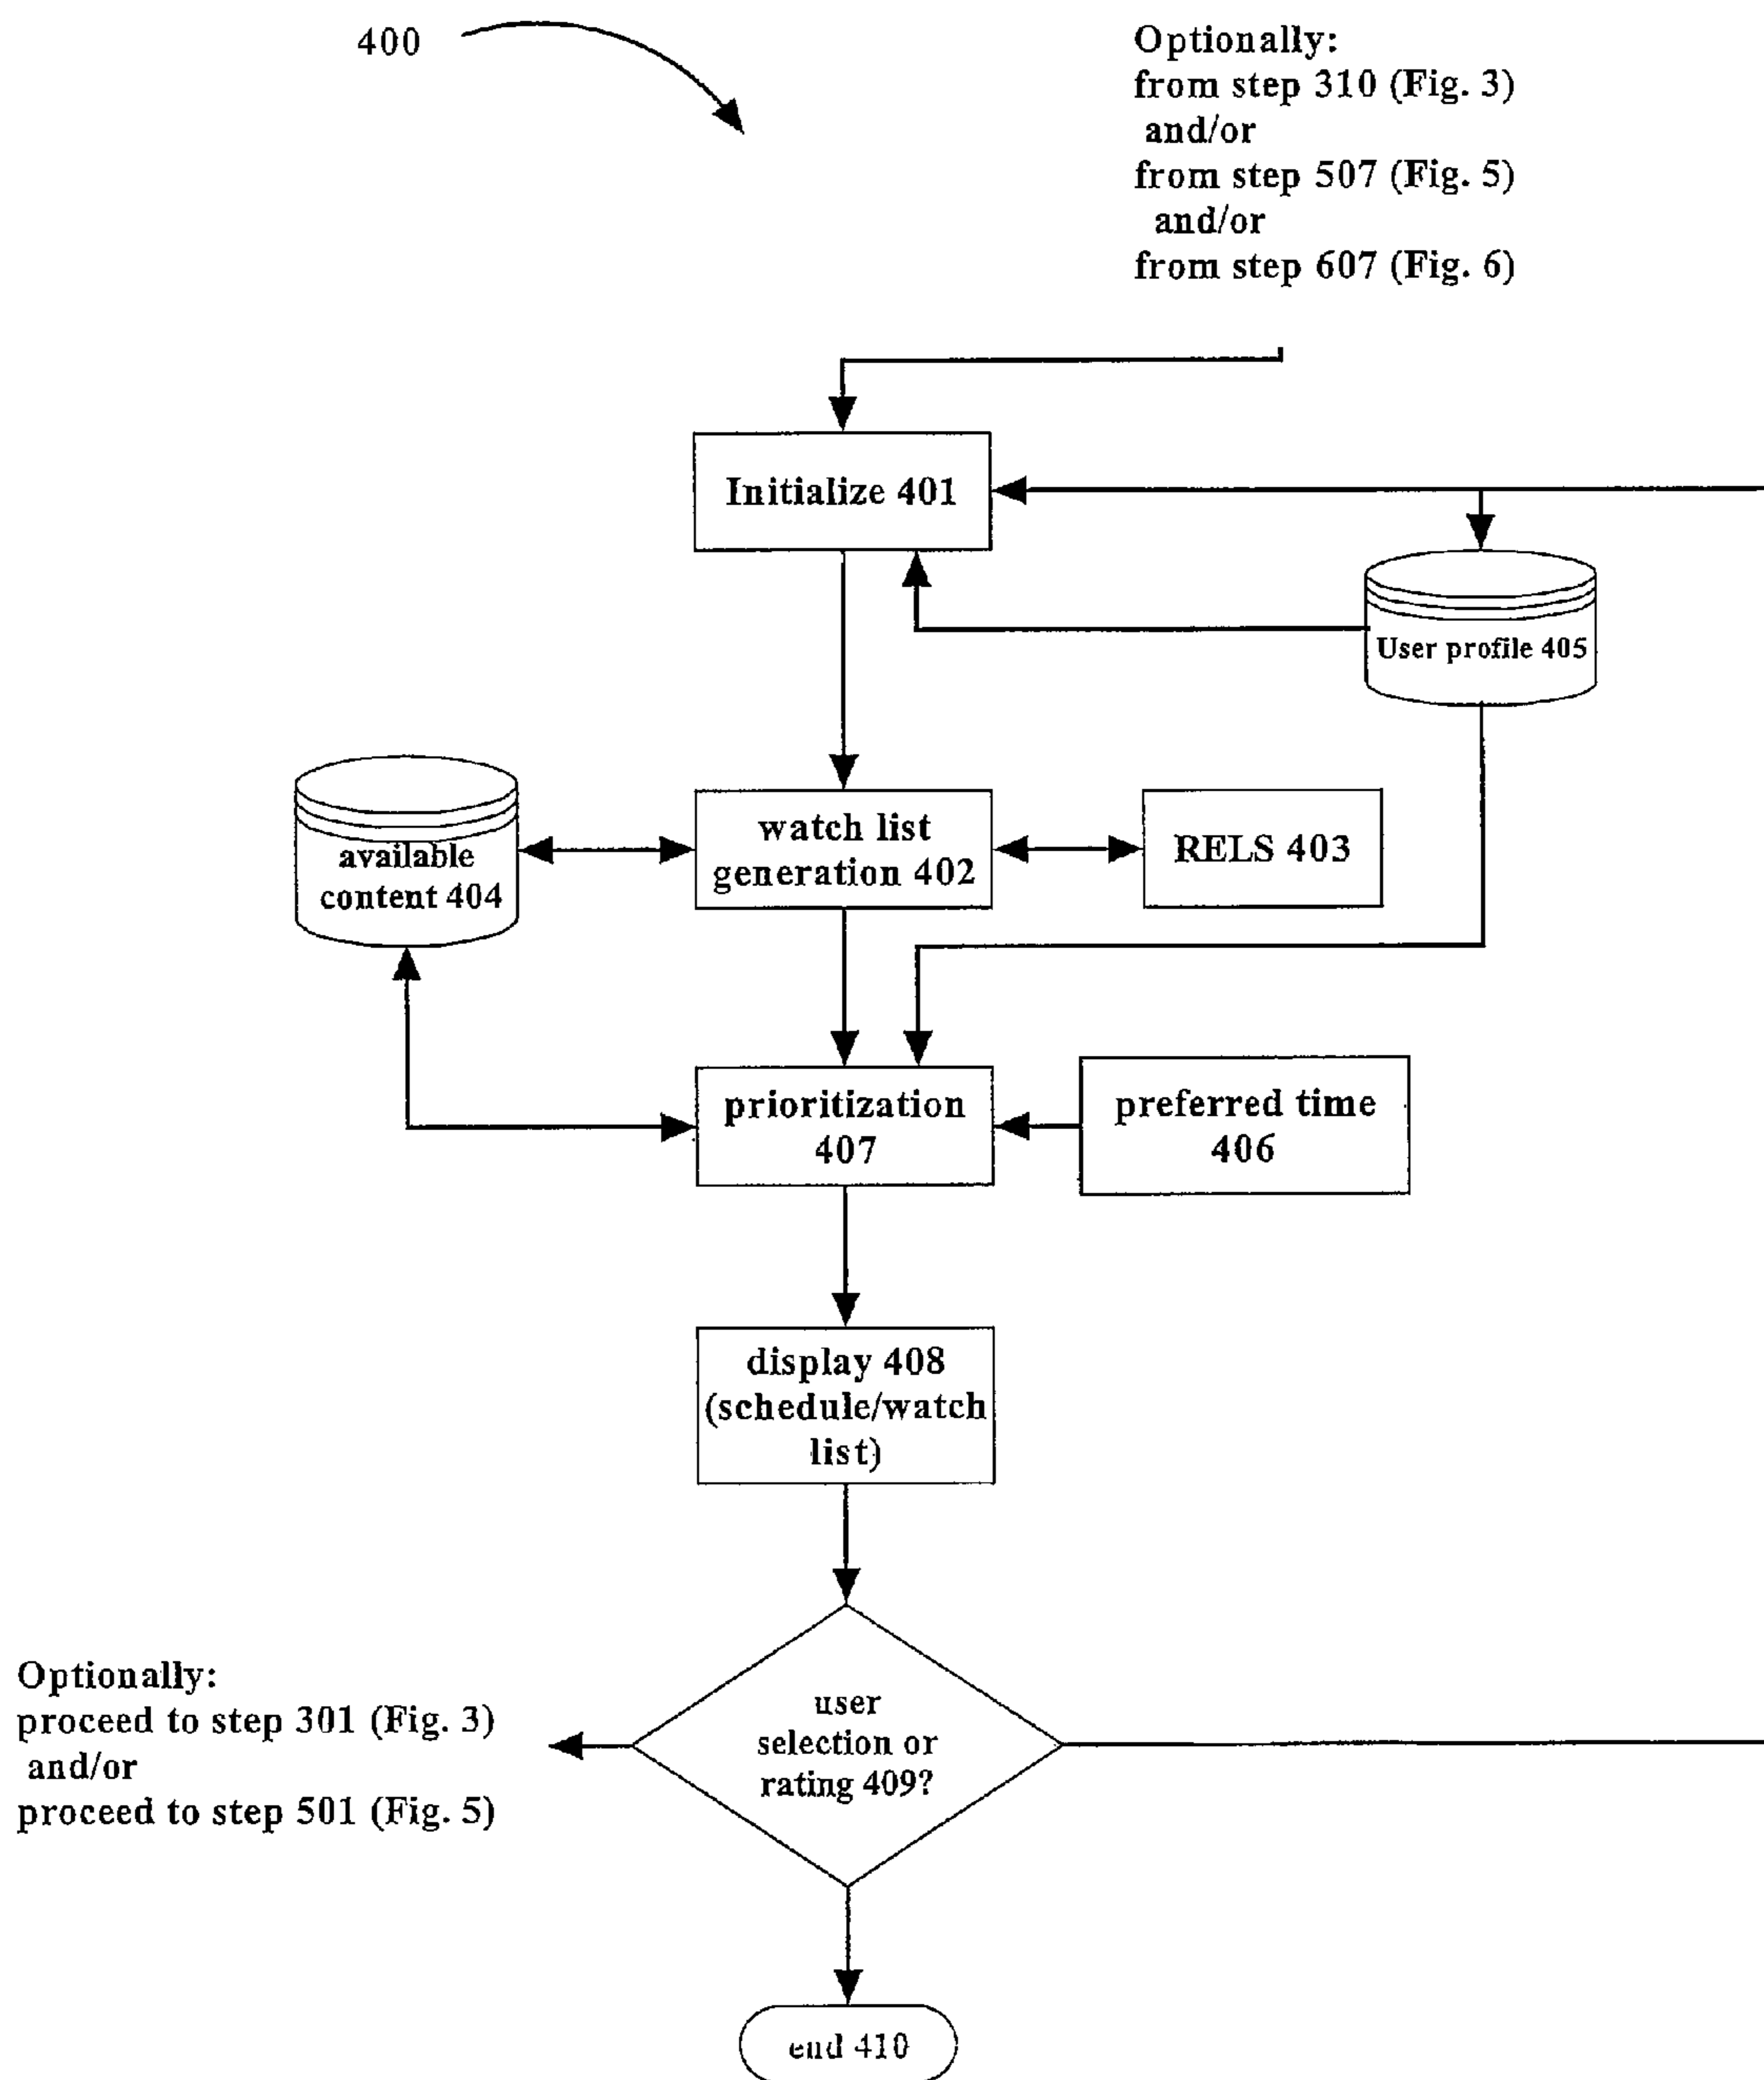 400
Optionally:
from step 310 (Fig. 3)
and/or
from step 507 (Fig. 5)
and/or
from step 607 (Fig. 6)
Initialize 401
User profile 405
available
content 404
watch list
generation 402
RELS 403
prioritization
407
preferred time
406
display 408
(schedule/watch
list)
Optionally:
proceed to step 301 (Fig. 3)
and/or
proceed to step 501 (Fig. 5)
user
selection or
rating 409?
end 410